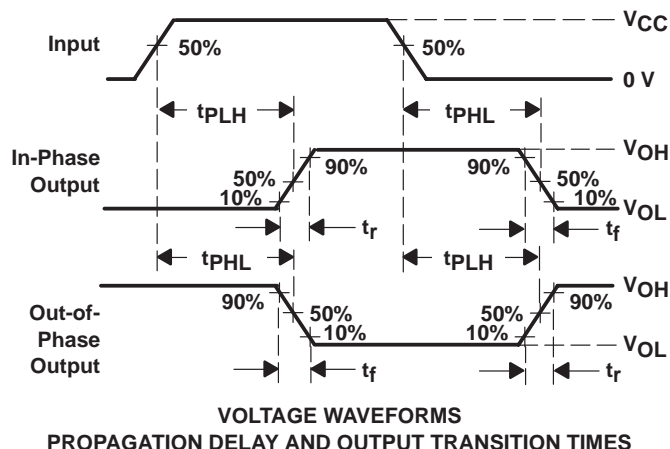 VCC
Input
50%
50%
0 V
tPLH
tPHL
In-Phase
Output
VOH
90%
90%
50%
50%
10%
10%
VOL
tr
tf
tPHL
tPLH
Out-of-
Phase
Output
VOH
90%
90%
50%
50%
10%
10%
VOL
tf
tr
VOLTAGE WAVEFORMS
PROPAGATION DELAY AND OUTPUT TRANSITION TIMES